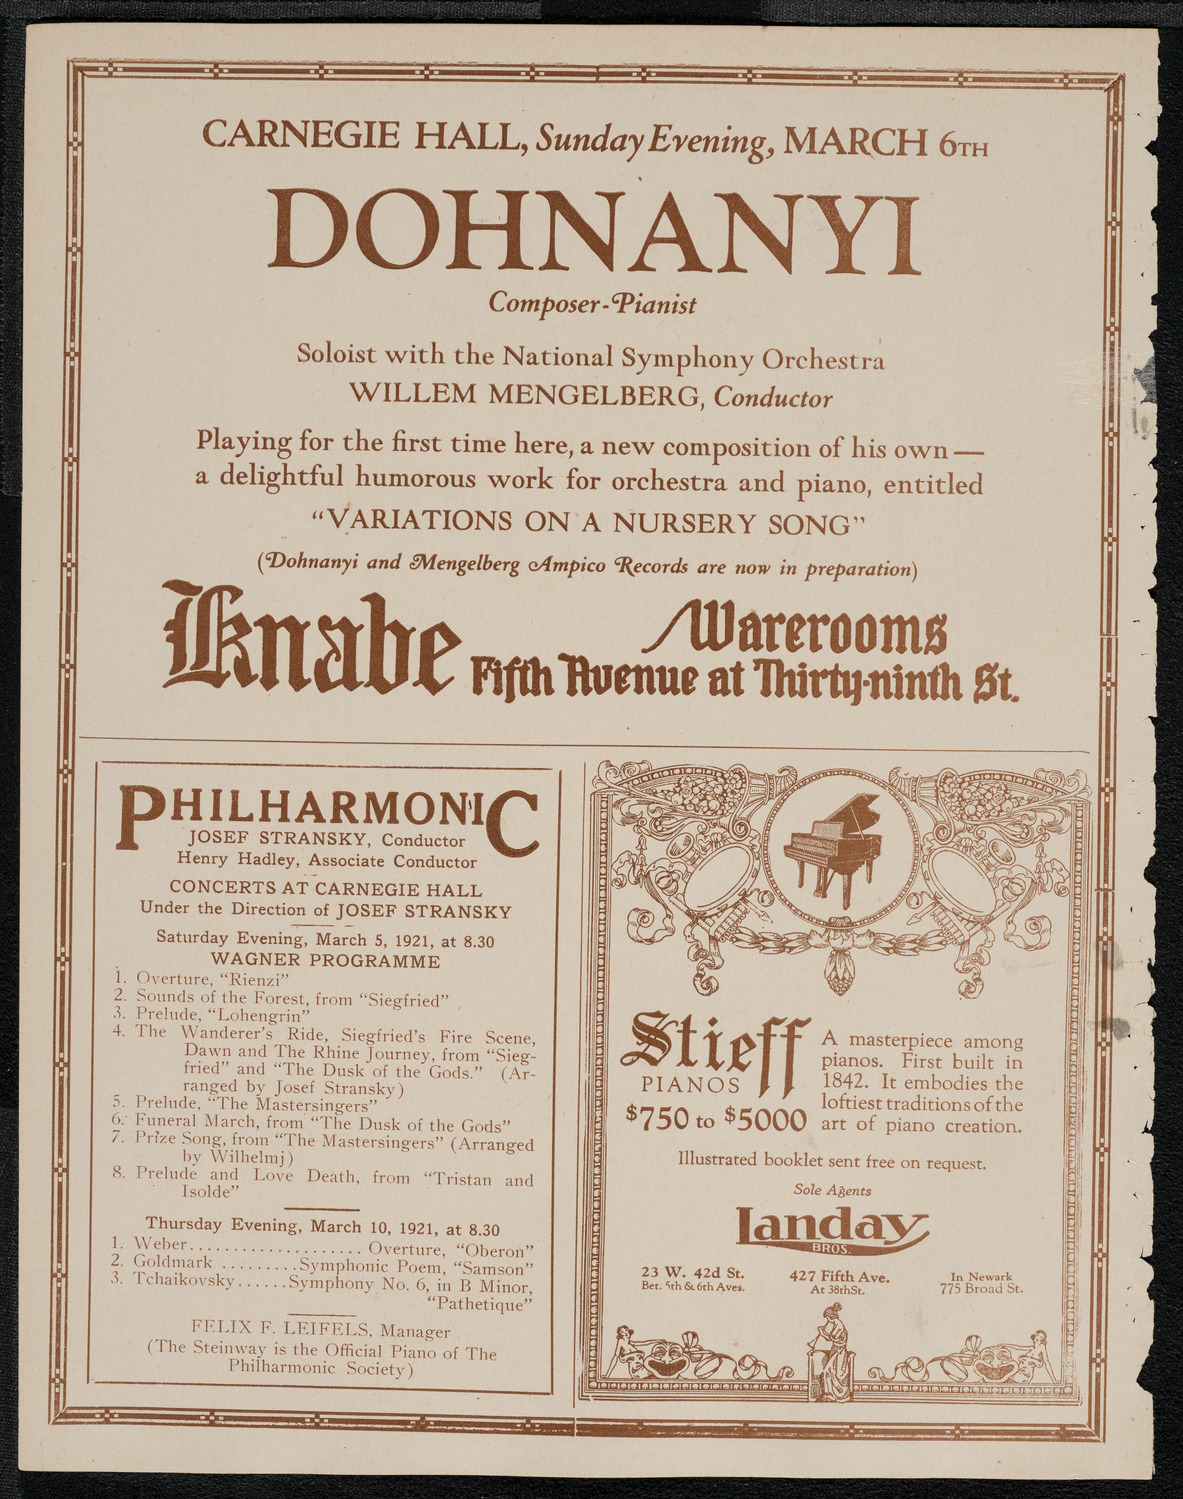 CARNEGIE HALL, Sunday Evening, MARCH 6TH
DOHNANYI
Composer-Pianist
Soloist with the National Symphony Orchestra
WILLEM MENGELBERG, Conductor
Playing for the first time here, a new composition of his own—
a delightful humorous work for orchestra and piano, entitled
"VARIATIONS ON A NURSERY SONG"
(Dohnanyi and Mengelberg Ampico Records are now in preparation)
Knabe Warerooms
Fifth Avenue at Thirty-ninth St.
PHILHARMONIC
JOSEF STRANSKY, Conductor
Henry Hadley, Associate Conductor
CONCERTS AT CARNEGIE HALL
Under the Direction of JOSEF STRANSKY
Saturday Evening, March 5, 1921, at 8.30
WAGNER PROGRAMME
1. Overture, "Rienzi"
2. Sounds of the Forest, from "Siegfried"
3. Prelude, "Lohengrin"
4. The Wanderer's Ride, Siegfried's Fire Scene,
Dawn and The Rhine Journey, from "Sieg-
fried" and "The Dusk of the Gods." (Ar-
ranged by Josef Stransky)
5. Prelude, "The Mastersingers"
6. Funeral March, from "The Dusk of the Gods"
7. Prize Song, from "The Mastersingers" (Arranged
by Wilhelmj)
8. Prelude and Love Death, from "Tristan and
Isolde"
Thursday Evening, March 10, 1921, at 8.30
1. Weber.................... Overture, "Oberon"
2. Goldmark .........Symphonic Poem, "Samson"
3. Tchaikovsky......Symphony No. 6, in B Minor,
"Pathetique"
FELIX F. LEIFELS, Manager
(The Steinway is the Official Piano of The
Philharmonic Society)
Stieff
PIANOS
$750 to $5000
A masterpiece among
pianos. First built in
1842. It embodies the
loftiest traditions of the
art of piano creation.
Illustrated booklet sent free on request.
Sole Agents
Landay
BROS.
23 W. 42d St.
Bet. 5th & 6th Aves.
427 Fifth Ave.
At 38th St.
In Newark
775 Broad St.